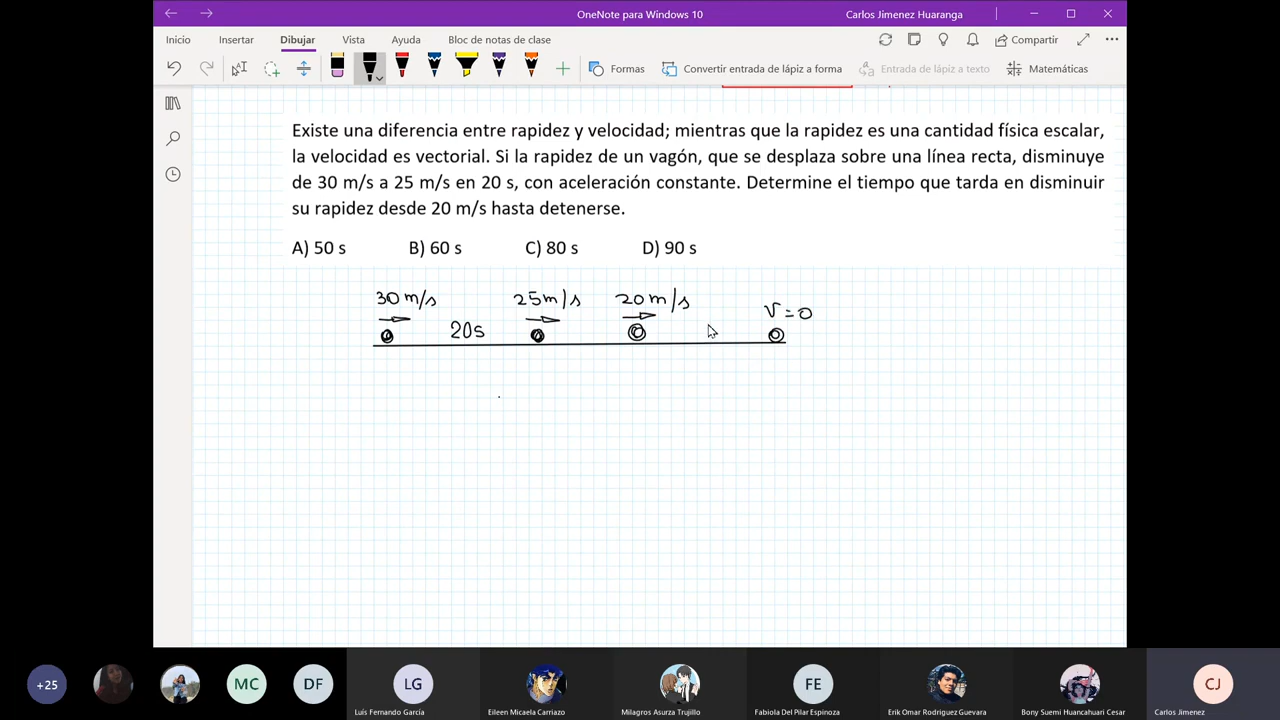 OneNote para Windows 10
Carlos Jimenez Huaranga
Inicio Insertar Dibujar Vista Ayuda Bloc de notas de clase
Compartir
Formas Convertir entrada de lápiz a forma Entrada de lápiz a texto Matemáticas
Existe una diferencia entre rapidez y velocidad; mientras que la rapidez es una cantidad física escalar,
la velocidad es vectorial. Si la rapidez de un vagón, que se desplaza sobre una línea recta, disminuye
de 30 m/s a 25 m/s en 20 s, con aceleración constante. Determine el tiempo que tarda en disminuir
su rapidez desde 20 m/s hasta detenerse.
A) 50 s B) 60 s C) 80 s D) 90 s
30 m/s 25 m/s 20 m/s V = 0
20s
+25 MC DF LG FE CJ
Luís Fernando García Eileen Micaela Carriazo Milagros Asurza Trujillo Fabiola Del Pilar Espinoza Erik Omar Rodriguez Guevara Bony Suemi Huancahuari Cesar Carlos Jimenez